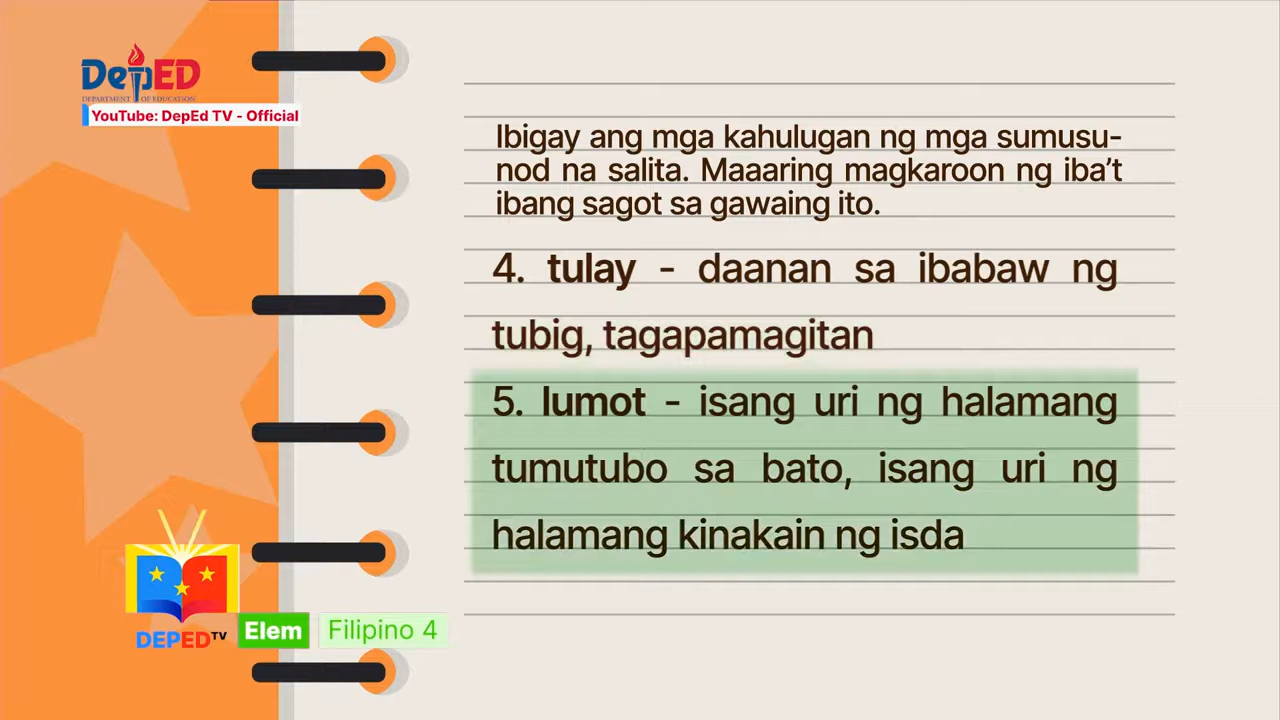 DepED
DEPARTMENT OF EDUCATION
YouTube: DepEd TV - Official
Ibigay ang mga kahulugan ng mga sumusu-
nod na salita. Maaaring magkaroon ng iba’t
ibang sagot sa gawaing ito.
4. tulay - daanan sa ibabaw ng
tubig, tagapamagitan
5. lumot - isang uri ng halamang
tumutubo sa bato, isang uri ng
halamang kinakain ng isda
DEPED TV
Elem
Filipino 4